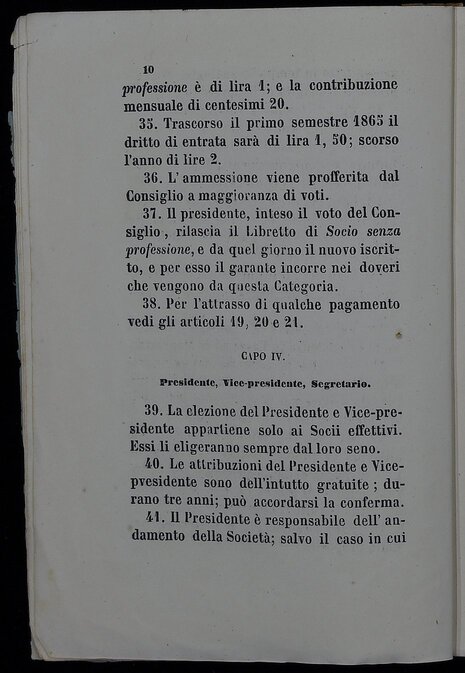 10
professione è di lira 1; e la contribuzione
mensuale di centesimi 20.
35. Trascorso il primo semestre 1865 il
dritto di entrata sarà di lira 1, 50; scorso
l'anno di lire 2.
36. L'ammessione viene profferita dal
Consiglio a maggioranza di voti.
37. Il presidente, inteso il voto del Con-
siglio, rilascia il Libretto di Socio senza
professione, e da quel giorno il nuovo iscrit-
to, e per esso il garante incorre nei doveri
che vengono da questa Categoria.
38. Per l'attrasso di qualche pagamento
vedi gli articoli 19, 20 e 21.
CAPO IV.
Presidente, Vice-presidente, Segretario.
39. La elezione del Presidente e Vice-pre-
sidente appartiene solo ai Socii effettivi.
Essi li eligeranno sempre dal loro seno.
40. Le attribuzioni del Presidente e Vice-
pvesidente sono dell'intutto gratuite; du-
rano tre anni; può accordarsi la conferma.
41. Il Presidente è responsabile dell'an-
damento della Società; salvo il caso in cui